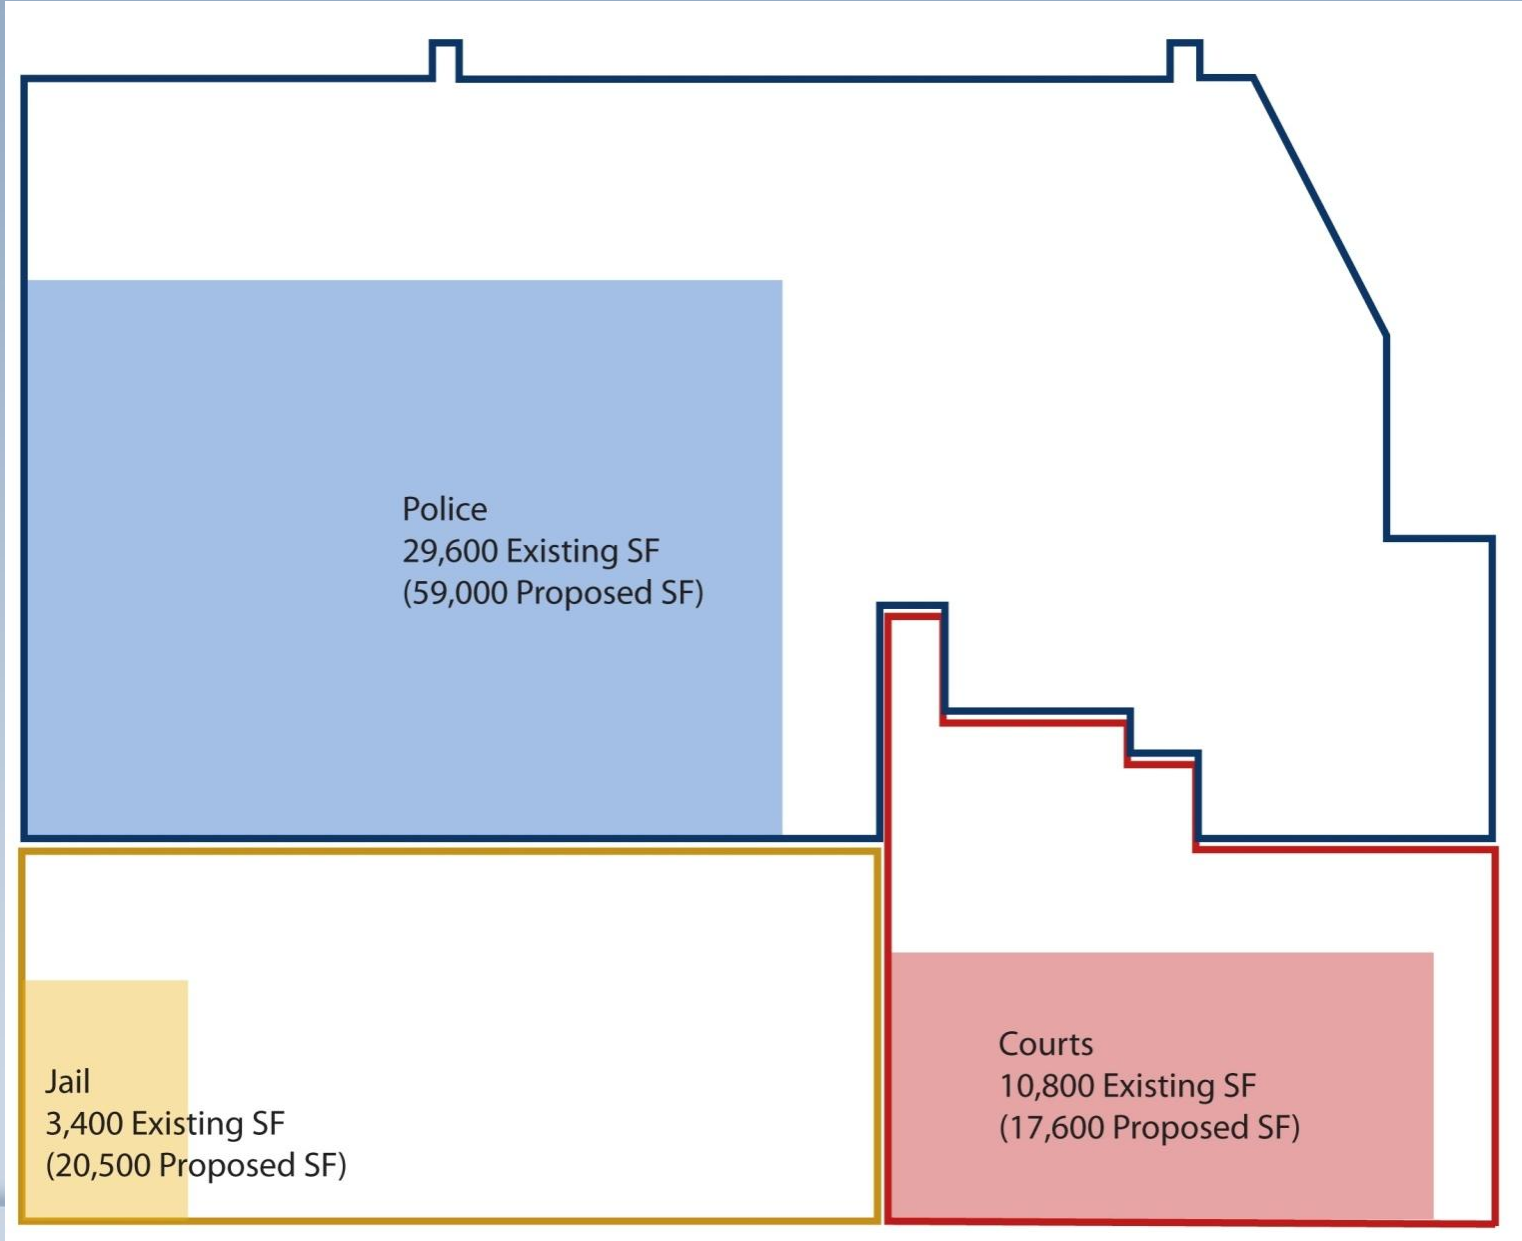 Police
29,600 Existing SF
(59,000 Proposed SF)
Jail
3,400 Existing SF
(20,500 Proposed SF)
Courts
10,800 Existing SF
(17,600 Proposed SF)